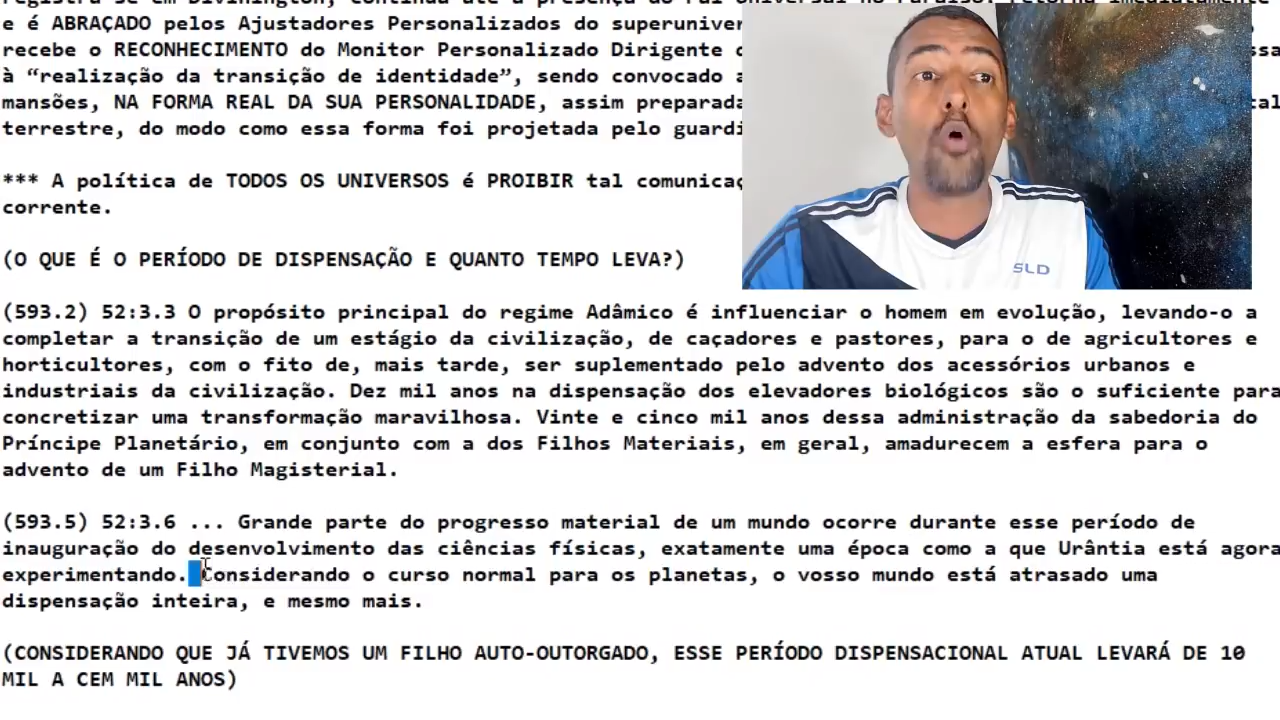 e é ABRAÇADO pelos Ajustadores Personalizados do
recebe o RECONHECIMENTO do Monitor Personalizado Dirigente
à “realização da transição de identidade”, sendo convocado
mansões, NA FORMA REAL DA SUA PERSONALIDADE, assim
terrestre, do modo como essa forma foi projetada pelo
*** A política de TODOS OS UNIVERSOS é PROIBIR tal
corrente.
(O QUE É O PERÍODO DE DISPENSAÇÃO E QUANTO TEMPO LEVA?)
SLD
(593.2) 52:3.3 O propósito principal do regime Adâmico é influenciar o homem em evolução, levando-o a
completar a transição de um estágio da civilização, de caçadores e pastores, para o de agricultores e
horticultores, com o fito de, mais tarde, ser suplementado pelo advento dos acessórios urbanos e
industriais da civilização. Dez mil anos na dispensação dos elevadores biológicos são o suficiente para
concretizar uma transformação maravilhosa. Vinte e cinco mil anos dessa administração da sabedoria do
Príncipe Planetário, em conjunto com a dos Filhos Materiais, em geral, amadurecem a esfera para o
advento de um Filho Magisterial.
(593.5) 52:3.6 ... Grande parte do progresso material de um mundo ocorre durante esse período de
inauguração do desenvolvimento das ciências físicas, exatamente uma época como a que Urântia está agora
experimentando. Considerando o curso normal para os planetas, o vosso mundo está atrasado uma
dispensação inteira, e mesmo mais.
(CONSIDERANDO QUE JÁ TIVEMOS UM FILHO AUTO-OUTORGADO, ESSE PERÍODO DISPENSACIONAL ATUAL LEVARÁ DE 10
MIL A CEM MIL ANOS)